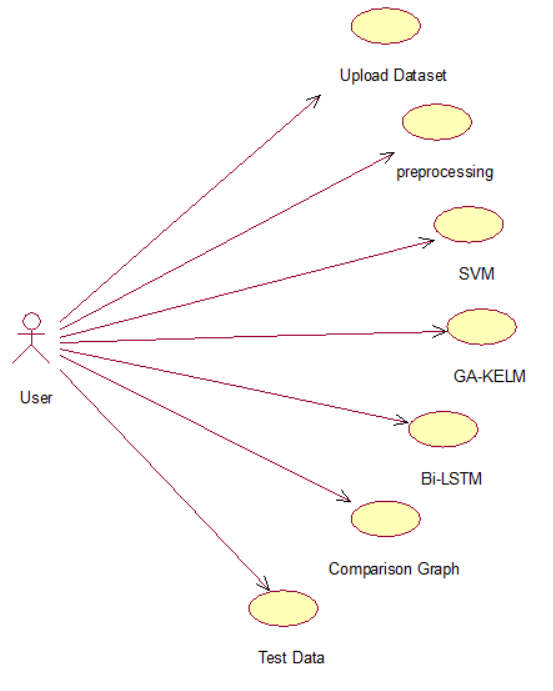 Upload Dataset
preprocessing
SVM
GA-KELM
User
Bi-LSTM
Comparison Graph
Test Data